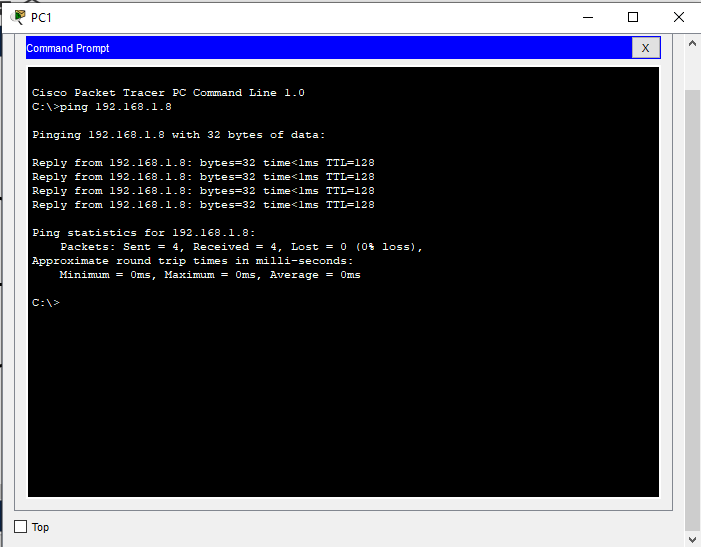 PC1
Command Prompt
X
Cisco Packet Tracer PC Command Line 1.0
C:\>ping 192.168.1.8
Pinging 192.168.1.8 with 32 bytes of data:
Reply from 192.168.1.8: bytes=32 time<1ms TTL=128
Reply from 192.168.1.8: bytes=32 time<1ms TTL=128
Reply from 192.168.1.8: bytes=32 time<1ms TTL=128
Reply from 192.168.1.8: bytes=32 time<1ms TTL=128
Ping statistics for 192.168.1.8:
    Packets: Sent = 4, Received = 4, Lost = 0 (0% loss),
Approximate round trip times in milli-seconds:
    Minimum = 0ms, Maximum = 0ms, Average = 0ms
C:\>
Top